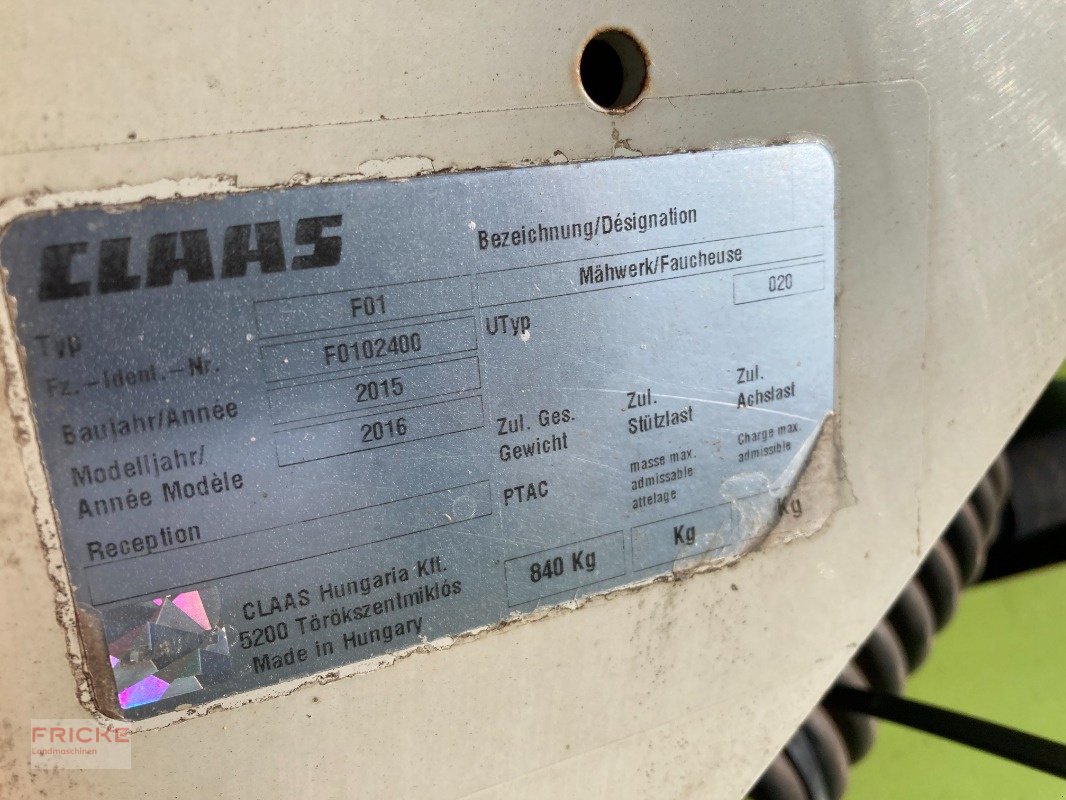 CLAAS
Bezeichnung/Désignation
Mähwerk/Faucheuse
Typ F01
UTyp 020
Fz.-Ident.-Nr. F0102400
Baujahr/Année 2015
Modelljahr/
Année Modèle 2016
Zul. Ges.
Gewicht
PTAC
840 Kg
Zul.
Stützlast
masse max.
admissable
attelage
Kg
Zul.
Achslast
Charge max.
admissible
Kg
Reception
CLAAS Hungaria Kft.
5200 Törökszentmiklós
Made in Hungary
FRICKE
Landmaschinen